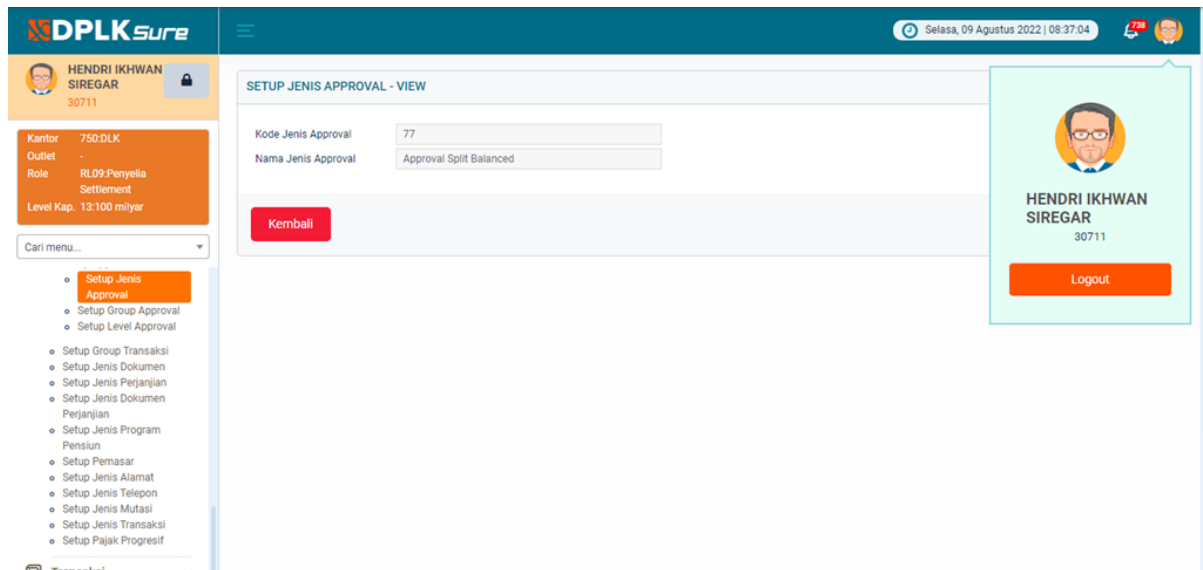 DPLKSure
Selasa, 09 Agustus 2022 | 08:37:04
738
HENDRI IKHWAN
SIREGAR
30711
Kantor 750:DLK
Outlet -
Role RL09:Penyelia
Settlement
Level Kap. 13:100 milyar
Cari menu...
Setup Jenis
Approval
Setup Group Approval
Setup Level Approval
Setup Group Transaksi
Setup Jenis Dokumen
Setup Jenis Perjanjian
Setup Jenis Dokumen
Perjanjian
Setup Jenis Program
Pensiun
Setup Pemasar
Setup Jenis Alamat
Setup Jenis Telepon
Setup Jenis Mutasi
Setup Jenis Transaksi
Setup Pajak Progresif
Transaksi
SETUP JENIS APPROVAL - VIEW
Kode Jenis Approval 77
Nama Jenis Approval Approval Split Balanced
Kembali
HENDRI IKHWAN
SIREGAR
30711
Logout